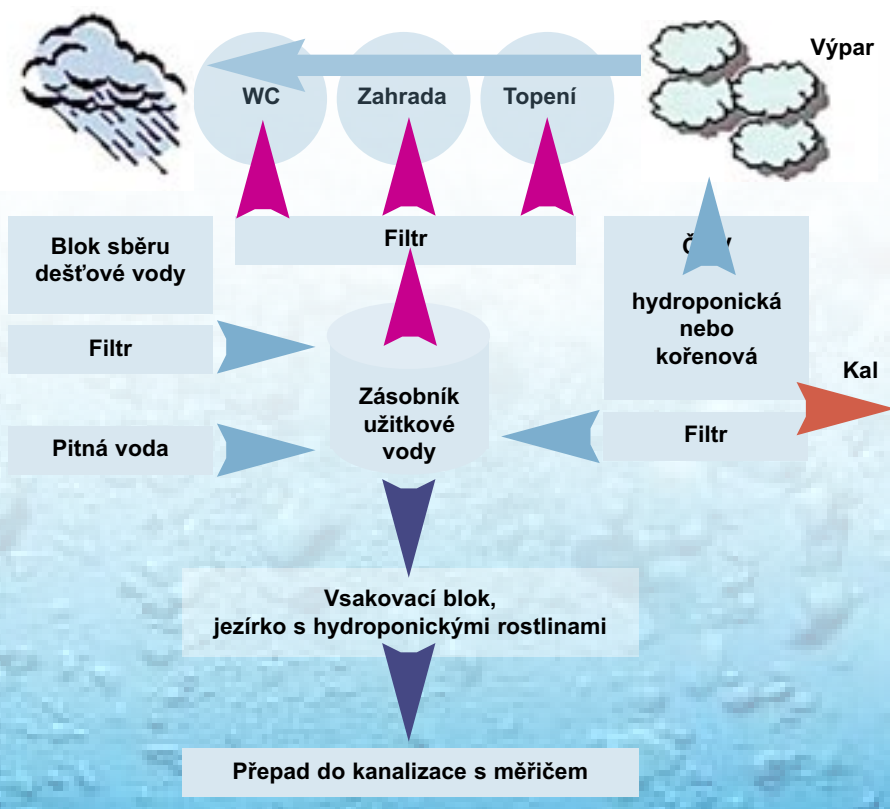 Výpar
WC
Zahrada
Topení
Blok sběru
dešťové vody
Filtr
hydroponická
nebo
kořenová
Filtr
Kal
Zásobník
užitkové
vody
Pitná voda
Filtr
Vsakovací blok,
jezírko s hydroponickými rostlinami
Přepad do kanalizace s měřičem